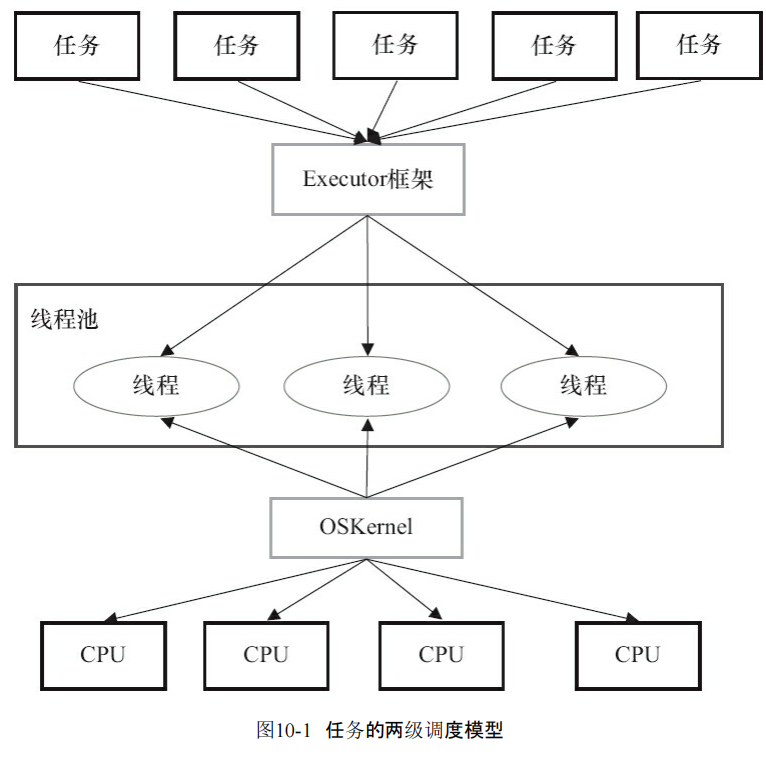 任务 任务 任务 任务 任务
Executor框架
线程池
线程 线程 线程
OSKernel
CPU CPU CPU CPU
图10-1 任务的两级调度模型